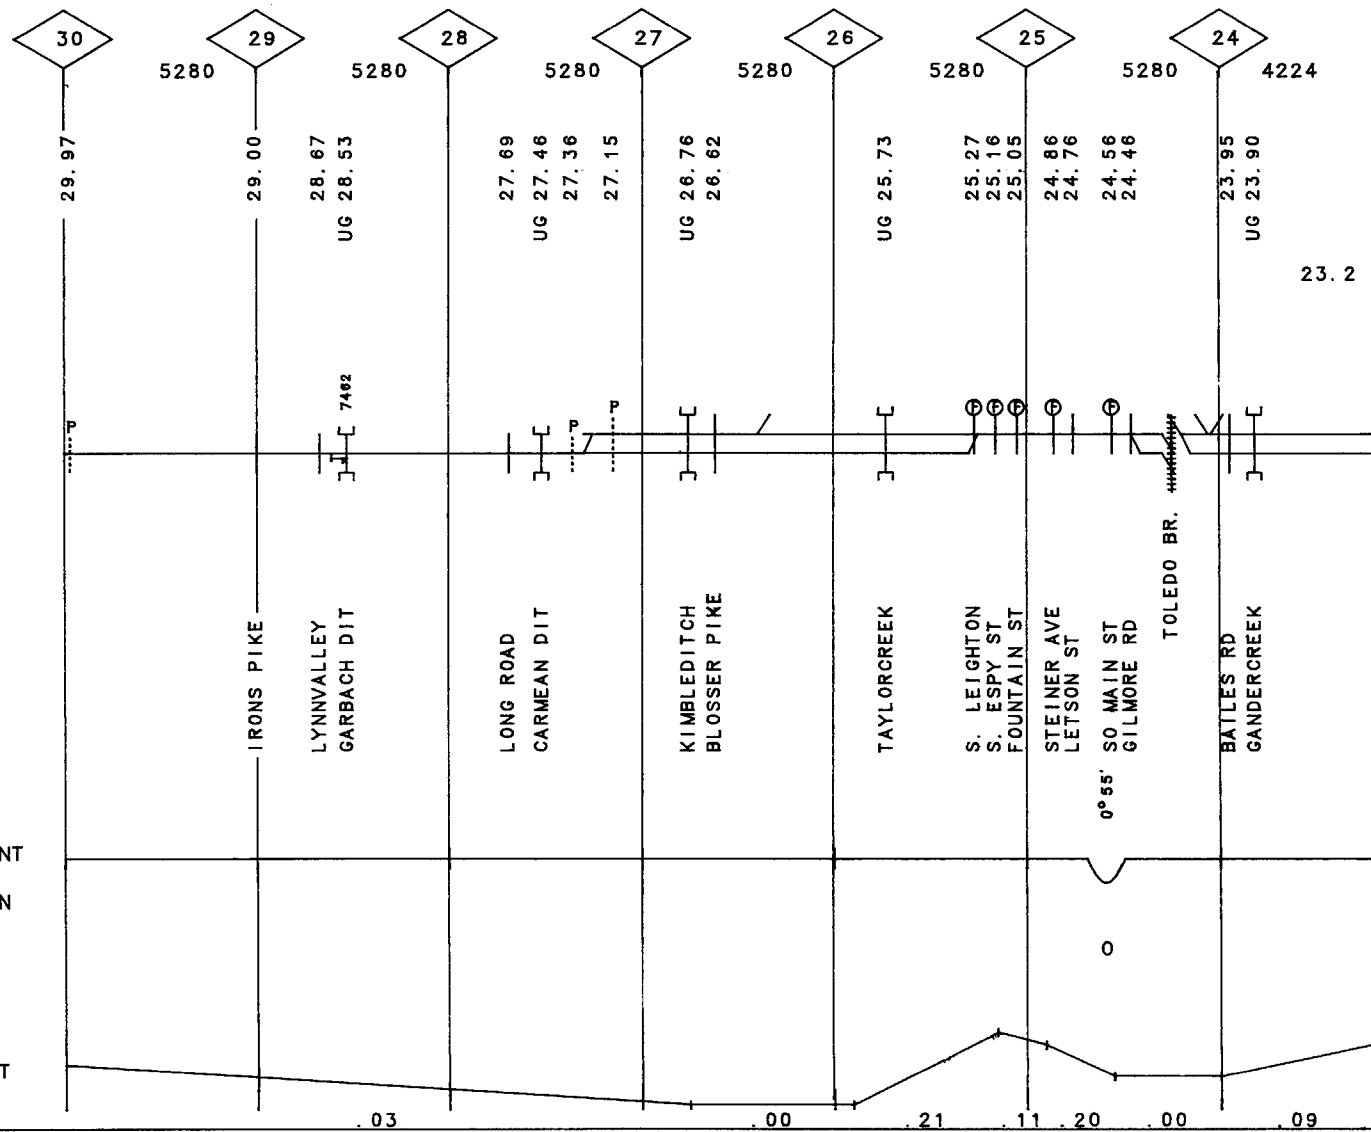 30 29 28 27 26 25 24
5280 5280 5280 5280 5280 5280 4224
29.97
29.00
28.67
UG 28.53
27.69
UG 27.46
27.36
27.15
UG 26.76
26.62
UG 25.73
25.27
25.16
25.05
24.86
24.76
24.56
24.46
23.95
UG 23.90
23.2
7462
P
P
P
F F F F F
TOLEDO BR.
IRONS PIKE
LYNNVALLEY
GARBACH DIT
LONG ROAD
CARMEAN DIT
KIMBLEDITCH
BLOSSER PIKE
TAYLORCREEK
S. LEIGHTON
S. ESPY ST
FOUNTAIN ST
STEINER AVE
LETSON ST
SO MAIN ST
GILMORE RD
BAILES RD
GANDERCREEK
0°55'
NT
N
0
T
.03 .00 .21 .11 .20 .00 .09